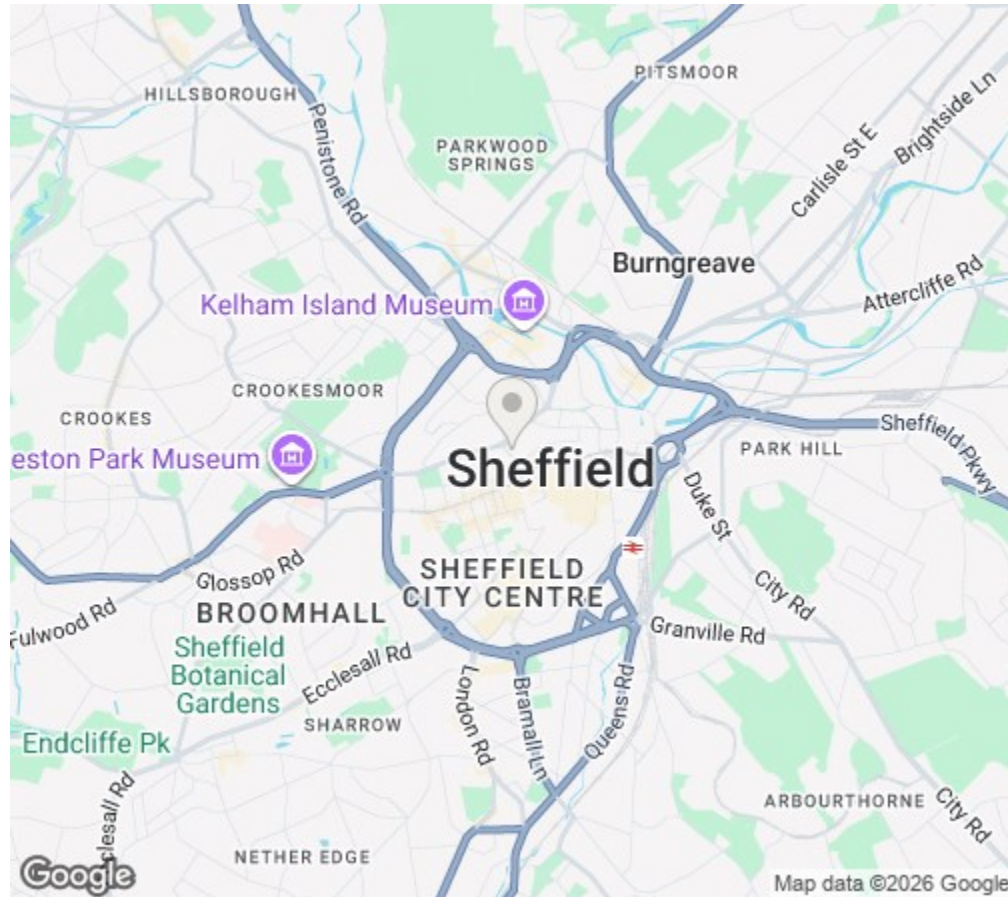 PITSMOOR
HILLSBOROUGH
Brightside Ln
Penistone Rd
Carlisle St E
PARKWOOD
SPRINGS
Burngreave
Attercliffe Rd
Kelham Island Museum
CROOKESMOOR
CROOKES
Sheffield Pkwy
PARK HILL
eston Park Museum
Sheffield
Duke St
SHEFFIELD
CITY CENTRE
Glossop Rd
City Rd
BROOMHALL
Fulwood Rd
Granville Rd
Sheffield
Botanical
Gardens
Ecclesall Rd
London Rd
Bramall Ln
Queens Rd
SHARROW
Endcliffe Pk
clesall Rd
ARBOURTHORNE
City Rd
NETHER EDGE
Google
Map data ©2026 Google